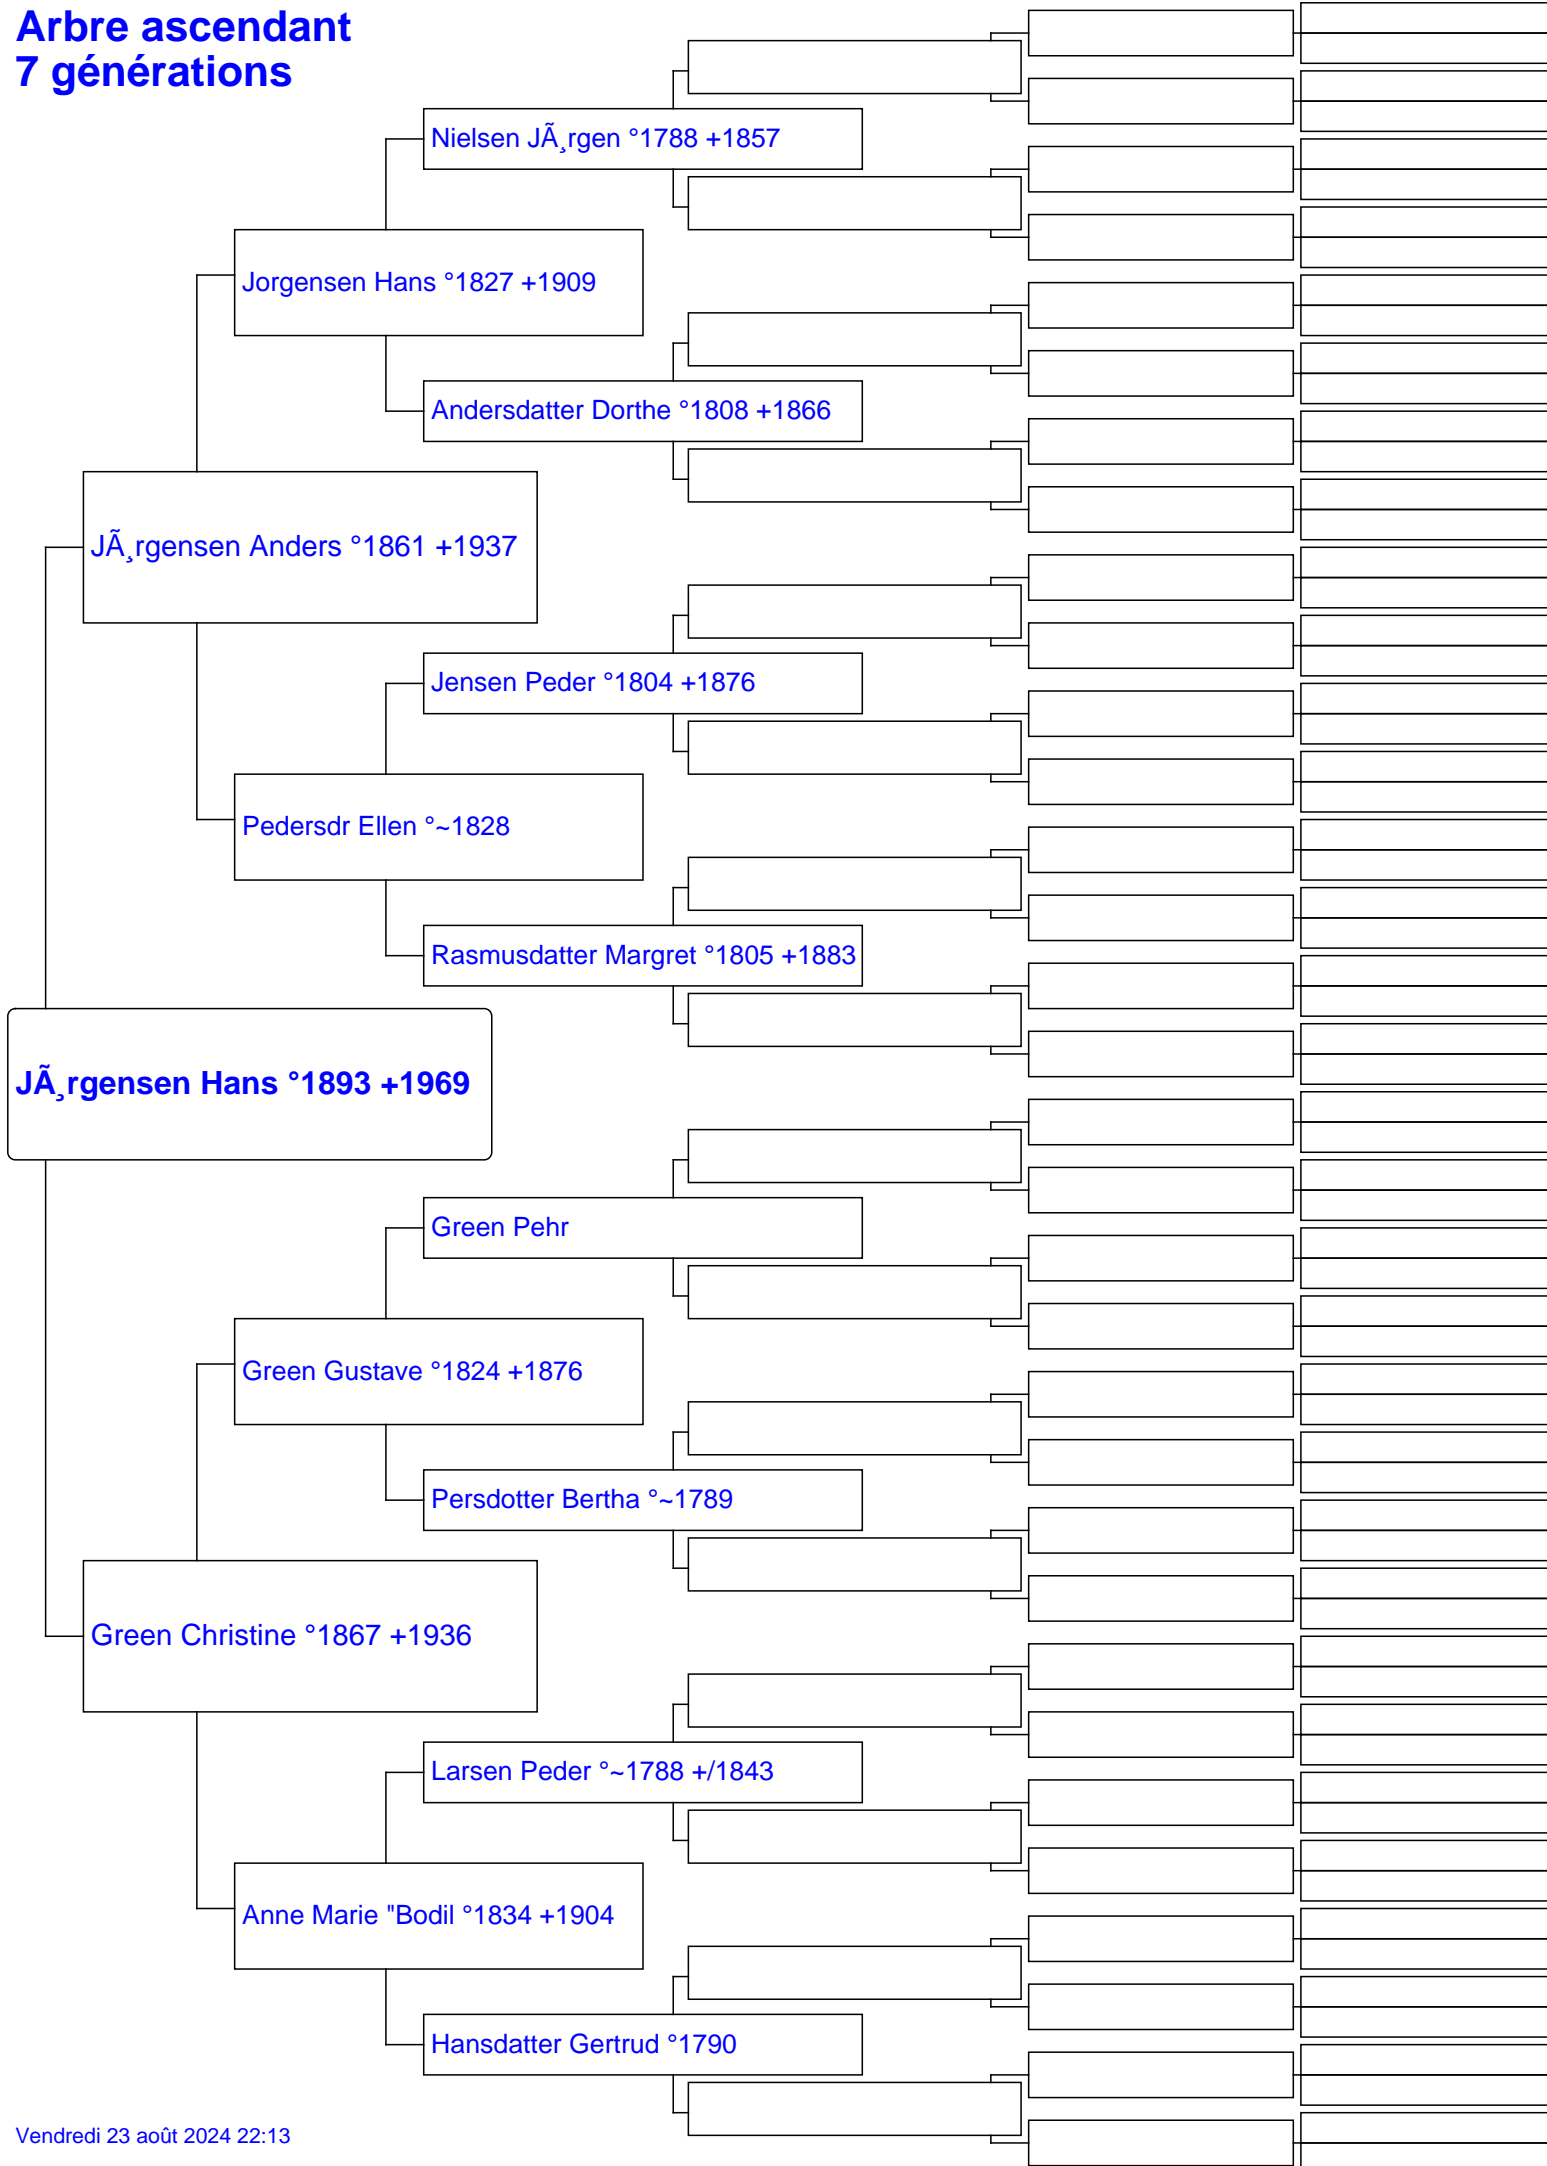 Arbre ascendant
7 générations
Nielsen JÃ¸rgen °1788 +1857
Jorgensen Hans °1827 +1909
Andersdatter Dorthe °1808 +1866
JÃ¸rgensen Anders °1861 +1937
Jensen Peder °1804 +1876
Pedersdr Ellen °~1828
Rasmusdatter Margret °1805 +1883
JÃ¸rgensen Hans °1893 +1969
Green Pehr
Green Gustave °1824 +1876
Persdotter Bertha °~1789
Green Christine °1867 +1936
Larsen Peder °~1788 +/1843
Anne Marie "Bodil °1834 +1904
Hansdatter Gertrud °1790
Vendredi 23 août 2024 22:13